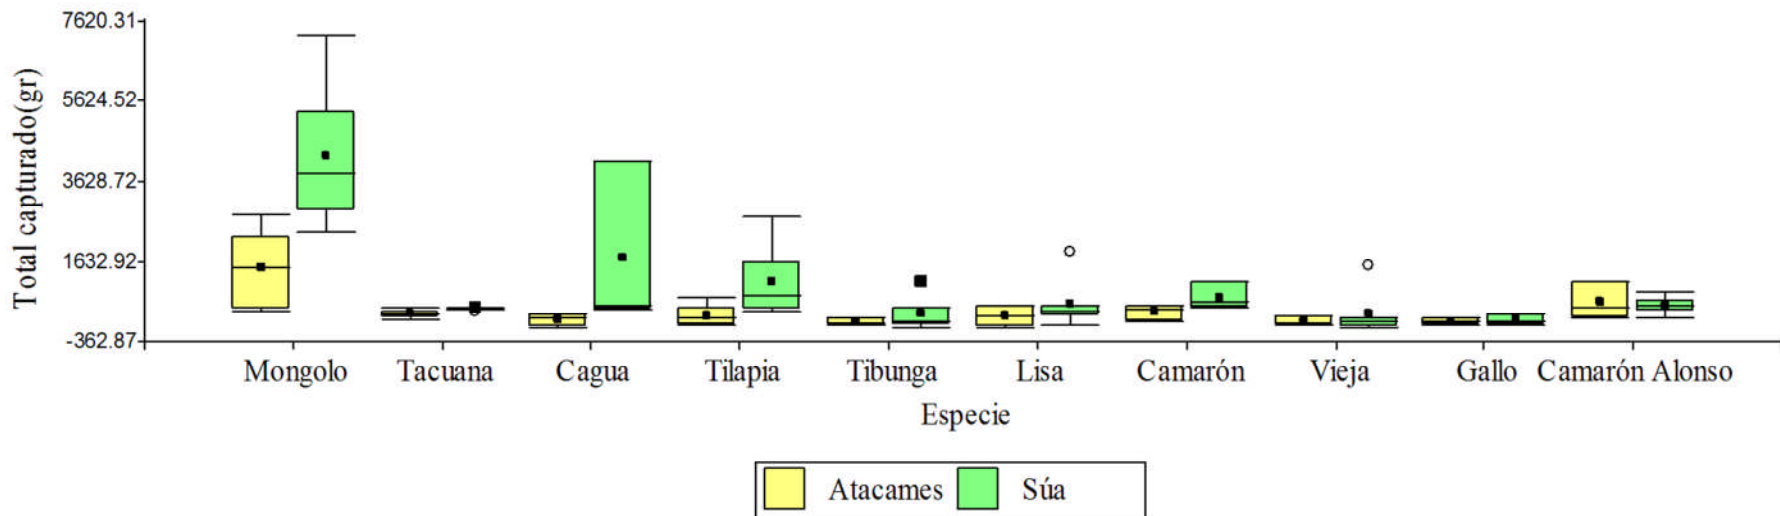 Total capturado(gr)
7620.31
5624.52
3628.72
1632.92
-362.87
Mongolo Tacuana Cagua Tilapia Tibunga Lisa Camarón Vieja Gallo Camarón Alonso
Especie
Atacames Súa